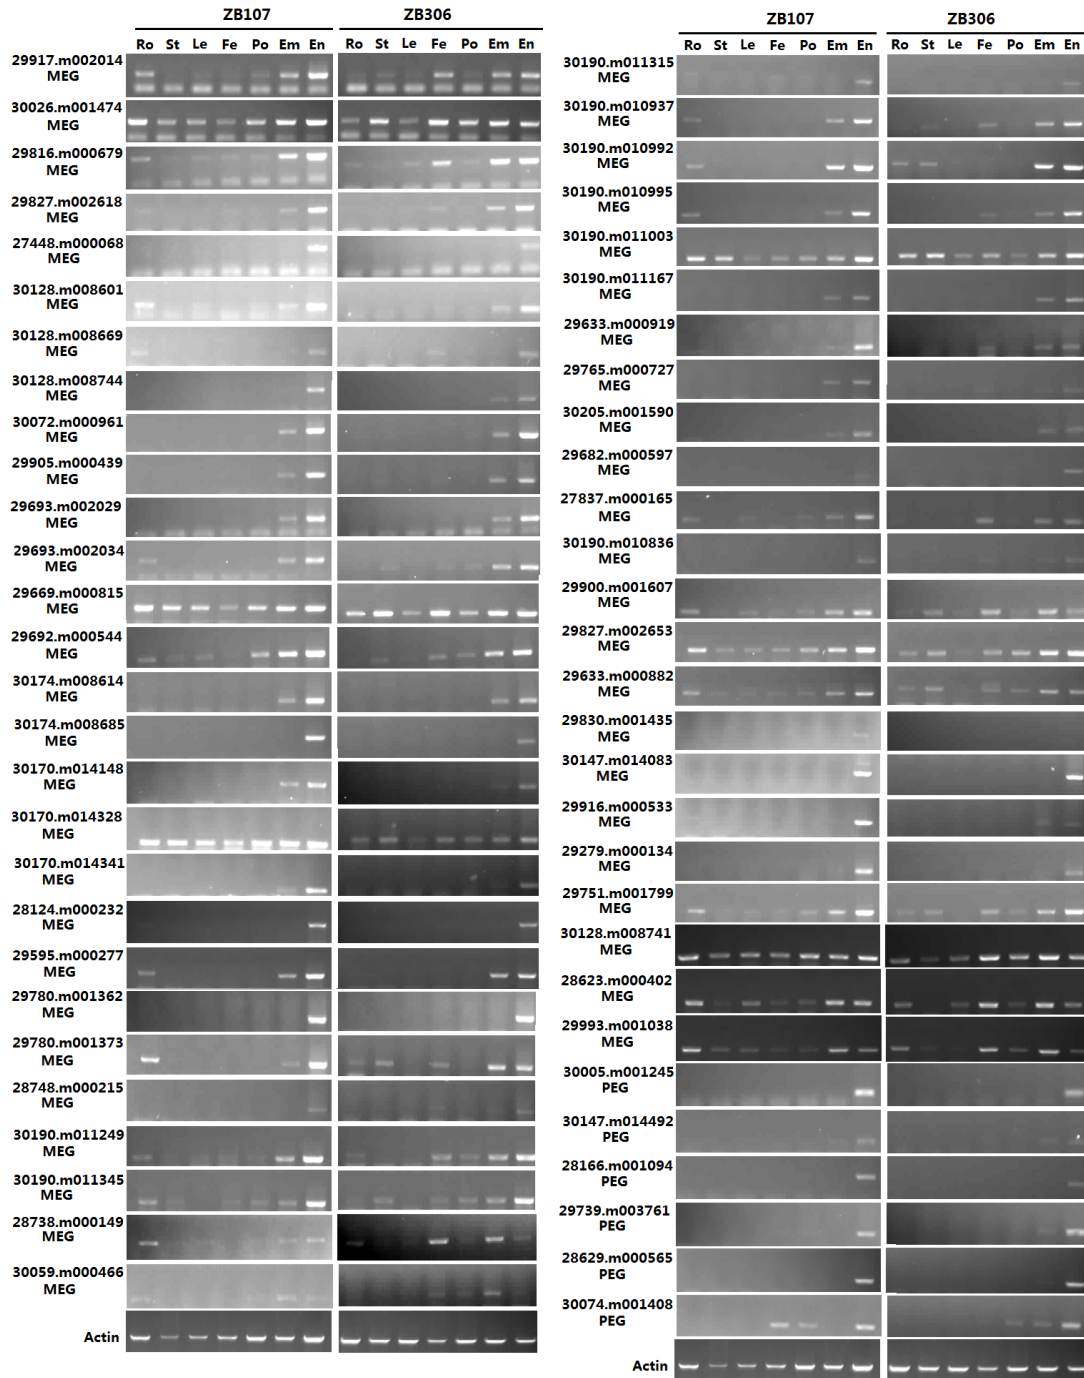 ZB107 ZB306
Ro St Le Fe Po Em En Ro St Le Fe Po Em En
29917.m002014
MEG
30026.m001474
MEG
29816.m000679
MEG
29827.m002618
MEG
27448.m000068
MEG
30128.m008601
MEG
30128.m008669
MEG
30128.m008744
MEG
30072.m000961
MEG
29905.m000439
MEG
29693.m002029
MEG
29693.m002034
MEG
29669.m000815
MEG
29692.m000544
MEG
30174.m008614
MEG
30174.m008685
MEG
30170.m014148
MEG
30170.m014328
MEG
30170.m014341
MEG
28124.m000232
MEG
29595.m000277
MEG
29780.m001362
MEG
29780.m001373
MEG
28748.m000215
MEG
30190.m011249
MEG
30190.m011345
MEG
28738.m000149
MEG
30059.m000466
MEG
Actin
ZB107 ZB306
Ro St Le Fe Po Em En Ro St Le Fe Po Em En
30190.m011315
MEG
30190.m010937
MEG
30190.m010992
MEG
30190.m010995
MEG
30190.m011003
MEG
30190.m011167
MEG
29633.m000919
MEG
29765.m000727
MEG
30205.m001590
MEG
29682.m000597
MEG
27837.m000165
MEG
30190.m010836
MEG
29900.m001607
MEG
29827.m002653
MEG
29633.m000882
MEG
29830.m001435
MEG
30147.m014083
MEG
29916.m000533
MEG
29279.m000134
MEG
29751.m001799
MEG
30128.m008741
MEG
28623.m000402
MEG
29993.m001038
MEG
30005.m001245
PEG
30147.m014492
PEG
28166.m001094
PEG
29739.m003761
PEG
28629.m000565
PEG
30074.m001408
PEG
Actin